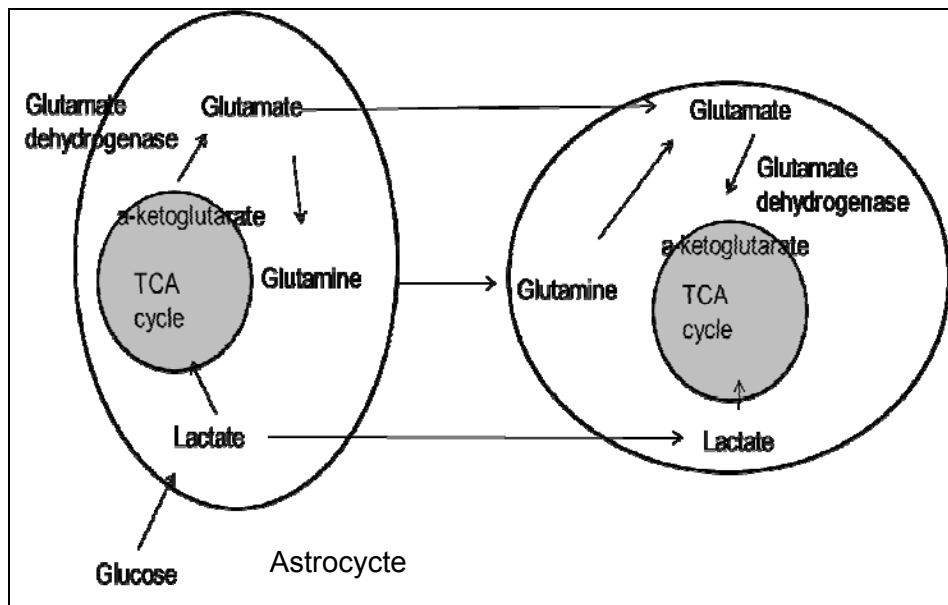 Glutamate
dehydrogenase
Glutamate
a-ketoglutarate
TCA
cycle
Glutamine
Lactate
Glucose
Astrocycte
Glutamate
Glutamate
dehydrogenase
a-ketoglutarate
Glutamine
TCA
cycle
Lactate